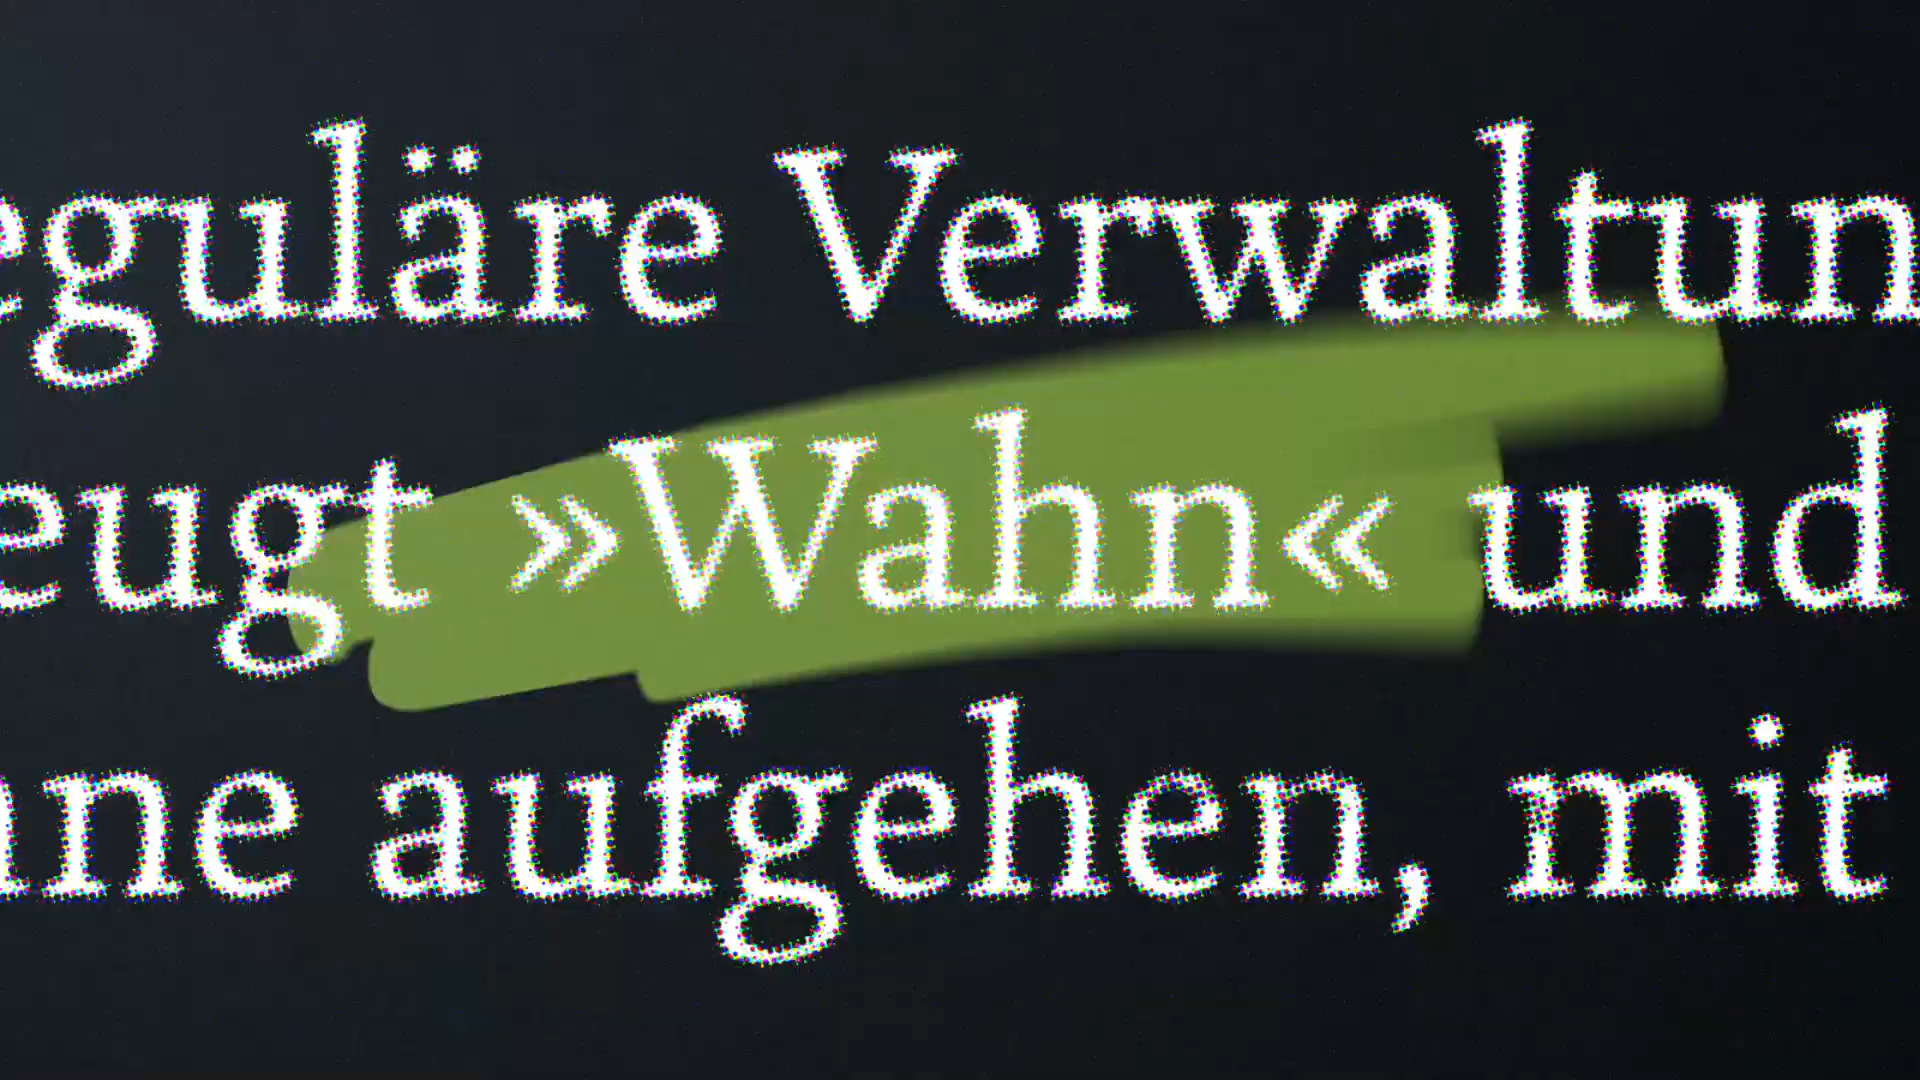 eguläre Verwaltun
eugt »Wahn« und
ne aufgehen, mit